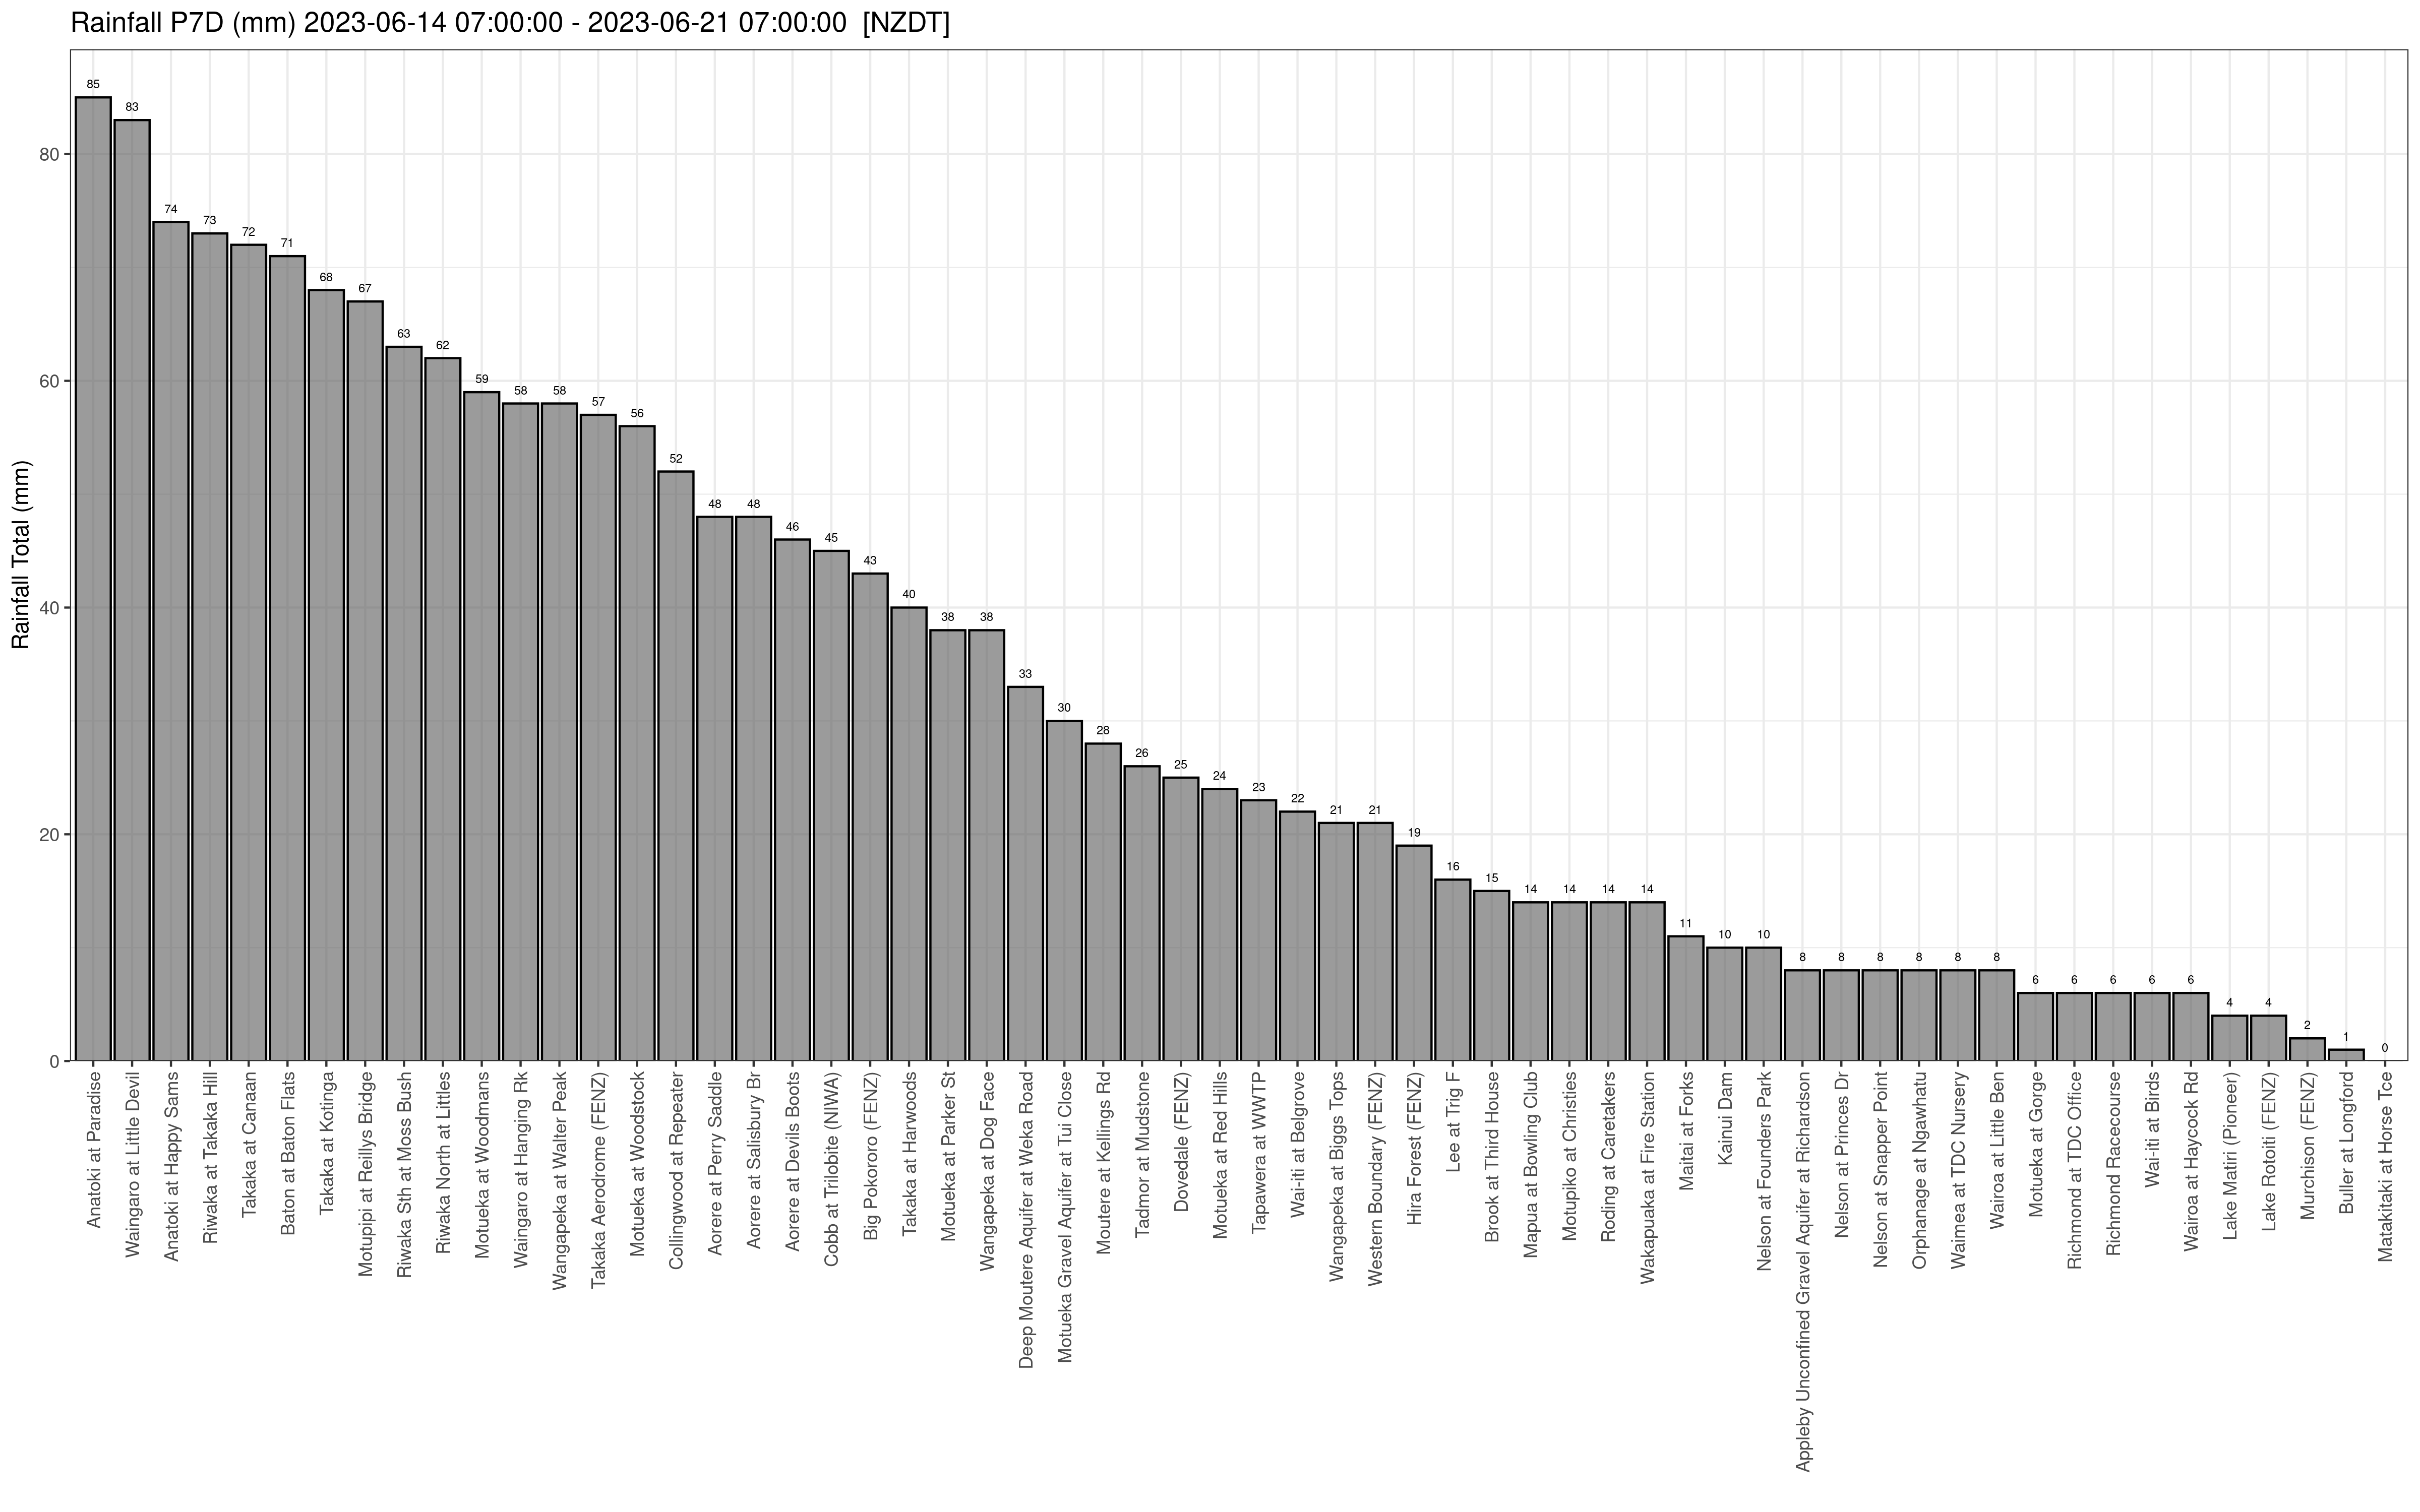 Rainfall P7D (mm) 2023-06-14 07:00:00 - 2023-06-21 07:00:00 [NZDT]
Rainfall Total (mm)
80
60
40
20
0
85
83
74
73
72
71
68
67
63
62
59
58
58
57
56
52
48
48
46
45
43
40
38
38
33
30
28
26
25
24
23
22
21
21
19
16
15
14
14
14
14
11
10
10
8
8
8
8
8
8
6
6
6
6
6
4
4
2
1
0
Anatoki at Paradise
Waingaro at Little Devil
Anatoki at Happy Sams
Riwaka at Takaka Hill
Takaka at Canaan
Baton at Baton Flats
Takaka at Kotinga
Motupipi at Reillys Bridge
Riwaka Sth at Moss Bush
Riwaka North at Littles
Motueka at Woodmans
Waingaro at Hanging Rk
Wangapeka at Walter Peak
Takaka Aerodrome (FENZ)
Motueka at Woodstock
Collingwood at Repeater
Aorere at Perry Saddle
Aorere at Salisbury Br
Aorere at Devils Boots
Cobb at Trilobite (NIWA)
Big Pokororo (FENZ)
Takaka at Harwoods
Motueka at Parker St
Wangapeka at Dog Face
Deep Moutere Aquifer at Weka Road
Motueka Gravel Aquifer at Tui Close
Moutere at Kellings Rd
Tadmor at Mudstone
Dovedale (FENZ)
Motueka at Red Hills
Tapawera at WWTP
Wai-iti at Belgrove
Wangapeka at Biggs Tops
Western Boundary (FENZ)
Hira Forest (FENZ)
Lee at Trig F
Brook at Third House
Mapua at Bowling Club
Motupiko at Christies
Roding at Caretakers
Wakapuaka at Fire Station
Maitai at Forks
Kainui Dam
Nelson at Founders Park
Appleby Unconfined Gravel Aquifer at Richardson
Nelson at Princes Dr
Nelson at Snapper Point
Orphanage at Ngawhatu
Waimea at TDC Nursery
Wairoa at Little Ben
Motueka at Gorge
Richmond at TDC Office
Richmond Racecourse
Wai-iti at Birds
Wairoa at Haycock Rd
Lake Matiri (Pioneer)
Lake Rotoiti (FENZ)
Murchison (FENZ)
Buller at Longford
Matakitaki at Horse Tce